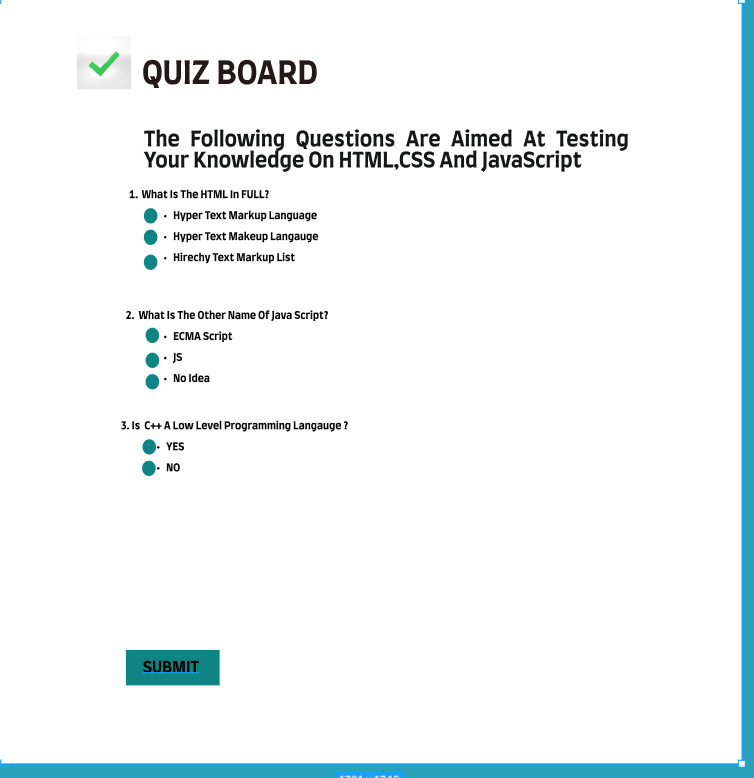 QUIZ BOARD
The Following Questions Are Aimed At Testing
Your Knowledge On HTML,CSS And JavaScript
1. What Is The HTML In FULL?
• Hyper Text Markup Language
• Hyper Text Makeup Langauge
• Hirechy Text Markup List
2. What Is The Other Name Of Java Script?
• ECMA Script
• JS
• No Idea
3. Is C++ A Low Level Programming Langauge ?
• YES
• NO
SUBMIT